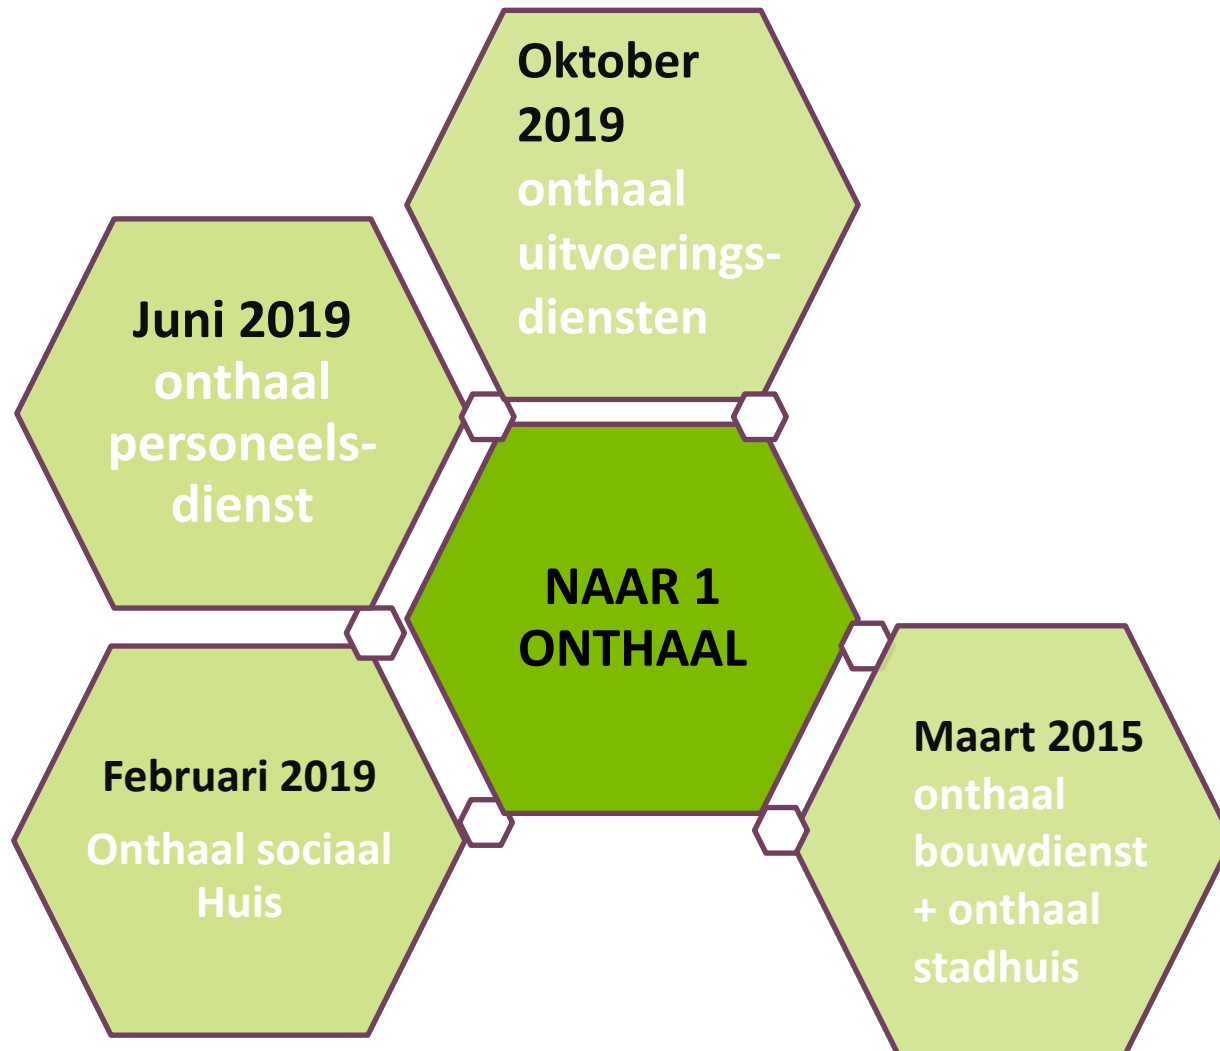 Oktober
2019
onthaal
uitvoerings-
diensten
Juni 2019
onthaal
personeels-
dienst
NAAR 1
ONTHAAL
Februari 2019
Onthaal sociaal
Huis
Maart 2015
onthaal
bouwdienst
+ onthaal
stadhuis